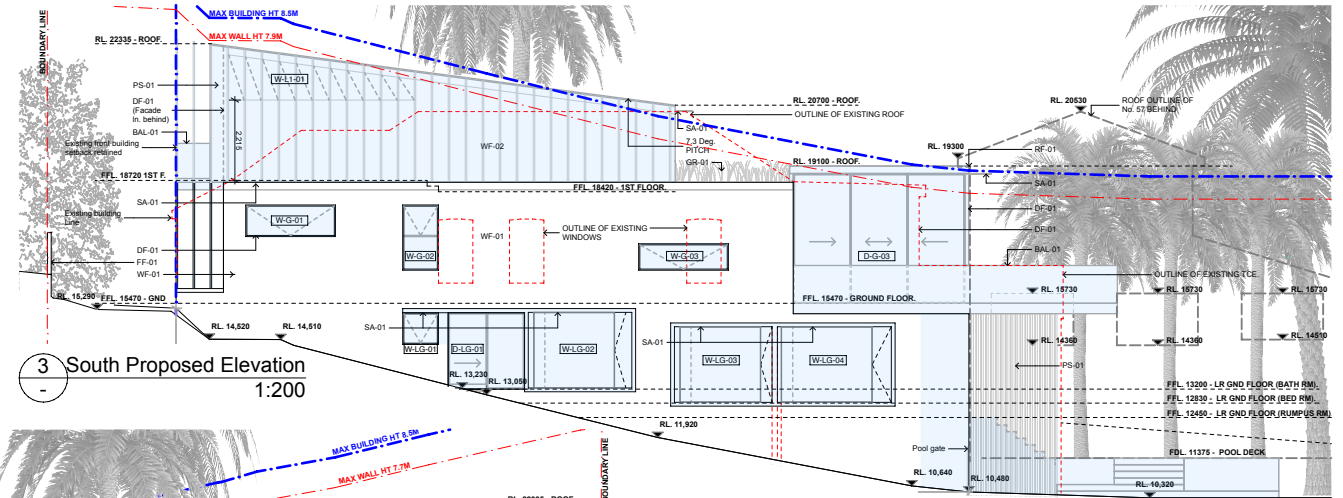 MAX BUILDING HT 8.5M
MAX WALL HT 7.9M
BOUNDARY LINE
RL. 22335 - ROOF.
PS-01
DF-01
(Facade
In. behind)
BAL-01
Existing front building
setback retained
FFL. 18720 1ST F.
Existing building
Line
SA-01
DF-01
FF-01
WF-01
W-L1-01
2,215
WF-02
SA-01
7.3 Deg.
PITCH
GR-01
RL. 20700 - ROOF.
OUTLINE OF EXISTING ROOF
RL. 19100 - ROOF.
RL. 19300
RL. 20530
ROOF OUTLINE OF
No. 57 BEHIND
RF-01
SA-01
DF-01
DF-01
BAL-01
FFL. 18420 - 1ST FLOOR.
W-G-01
W-G-02
WF-01
OUTLINE OF EXISTING
WINDOWS
W-G-03
D-G-03
OUTLINE OF EXISTING TCE.
RL. 15730
RL. 15730
RL. 15730
RL. 15,290
FFL. 15470 - GND
FFL. 15470 - GROUND FLOOR.
RL. 14,520
RL. 14,510
SA-01
SA-01
RL. 14360
RL. 14360
RL. 14510
W-LG-01
D-LG-01
W-LG-02
W-LG-03
W-LG-04
PS-01
RL. 13,230
RL. 13,050
FFL. 13200 - LR GND FLOOR (BATH RM).
FFL. 12830 - LR GND FLOOR (BED RM).
FFL. 12450 - LR GND FLOOR (RUMPUS RM)
RL. 11,920
Pool gate
FDL. 11375 - POOL DECK
RL. 10,640
RL. 10,480
RL. 10,320
3
-
South Proposed Elevation
1:200
MAX BUILDING HT 8.5M
MAX WALL HT 7.7M
BOUNDARY LINE